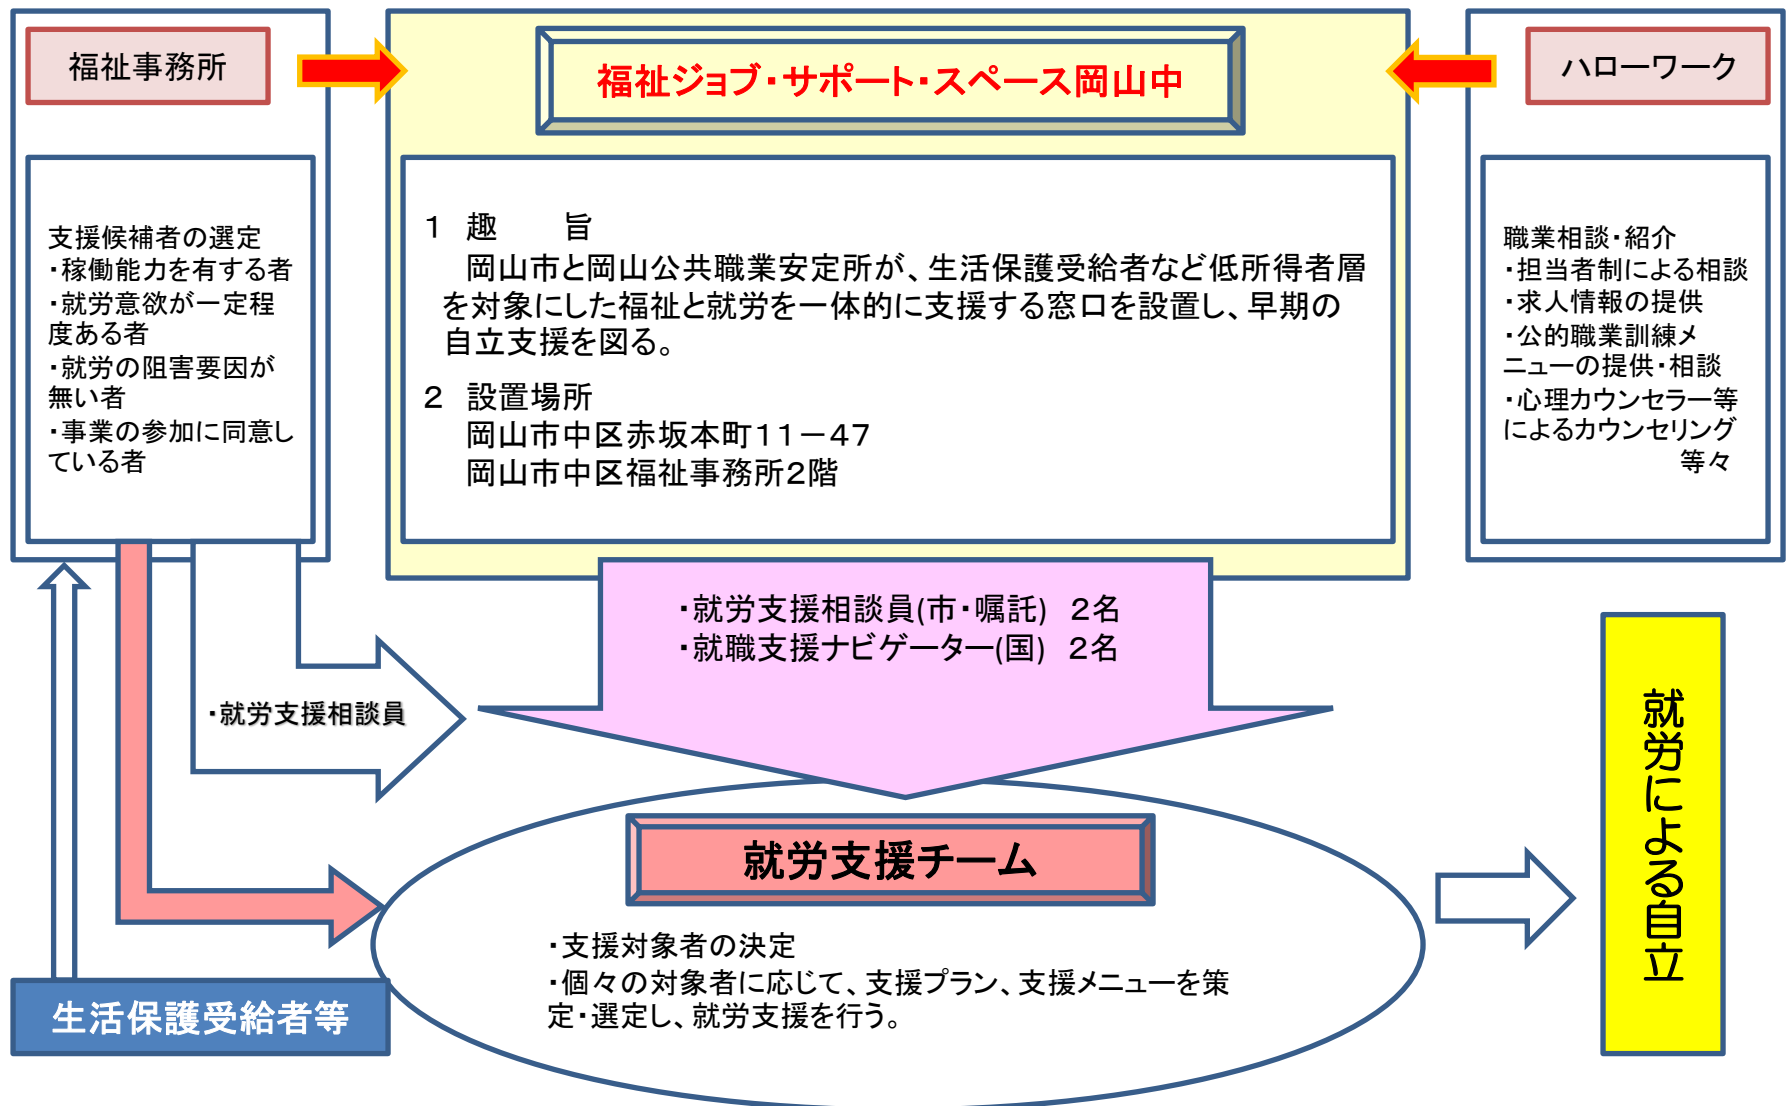 福祉事務所
支援候補者の選定
・稼働能力を有する者
・就労意欲が一定程
度ある者
・就労の阻害要因が
無い者
・事業の参加に同意し
ている者
福祉ジョブ・サポート・スペース岡山中
1 趣　旨
岡山市と岡山公共職業安定所が、生活保護受給者など低所得者層
を対象にした福祉と就労を一体的に支援する窓口を設置し、早期の
自立支援を図る。
2 設置場所
岡山市中区赤坂本町11－47
岡山市中区福祉事務所2階
ハローワーク
職業相談・紹介
・担当者制による相談
・求人情報の提供
・公的職業訓練メ
ニューの提供・相談
・心理カウンセラー等
によるカウンセリング
等々
・就労支援相談員(市・嘱託)　2名
・就職支援ナビゲーター(国)　2名
・就労支援相談員
就労支援チーム
・支援対象者の決定
・個々の対象者に応じて、支援プラン、支援メニューを策
定・選定し、就労支援を行う。
生活保護受給者等
就労による自立